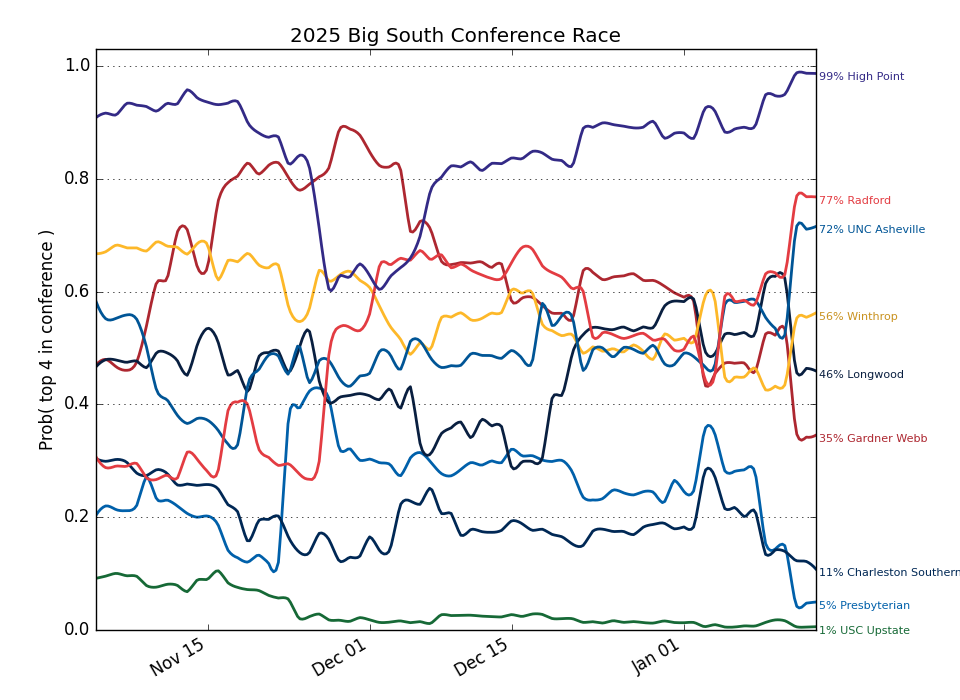 2025 Big South Conference Race
Prob( top 4 in conference )
1.0
0.8
0.6
0.4
0.2
0.0
Nov 15
Dec 01
Dec 15
Jan 01
99% High Point
77% Radford
72% UNC Asheville
56% Winthrop
46% Longwood
35% Gardner Webb
11% Charleston Southern
5% Presbyterian
1% USC Upstate